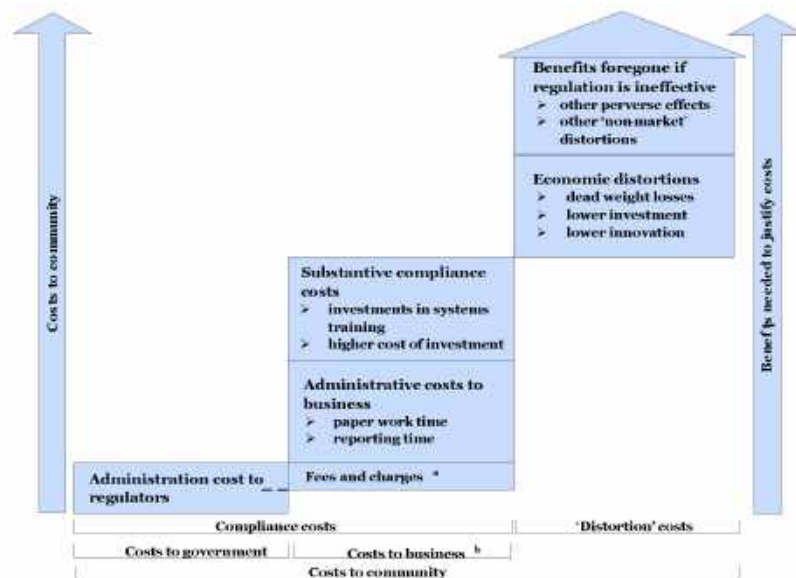 Costs to community
Benefits foregone if
regulation is ineffective
➢ other perverse effects
➢ other 'non-market'
distortions
Economic distortions
➢ dead weight losses
➢ lower investment
➢ lower innovation
Substantive compliance
costs
➢ investments in systems
training
➢ higher cost of investment
Administrative costs to
business
➢ paper work time
➢ reporting time
Administration cost to
regulators
Fees and charges a
Benefits needed to justify costs
Compliance costs
'Distortion' costs
Costs to government
Costs to business b
Costs to community